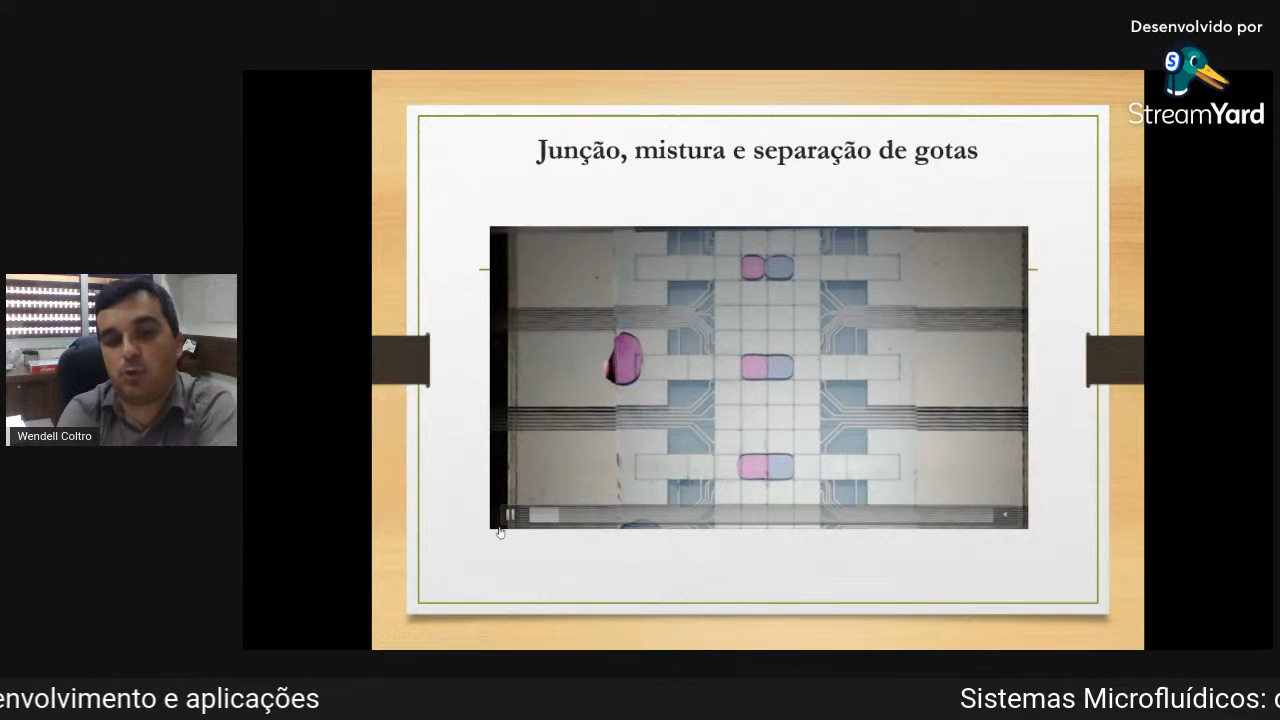 Desenvolvido por
StreamYard
Junção, mistura e separação de gotas
Wendell Coltro
envolvimento e aplicações
Sistemas Microfluídicos: d